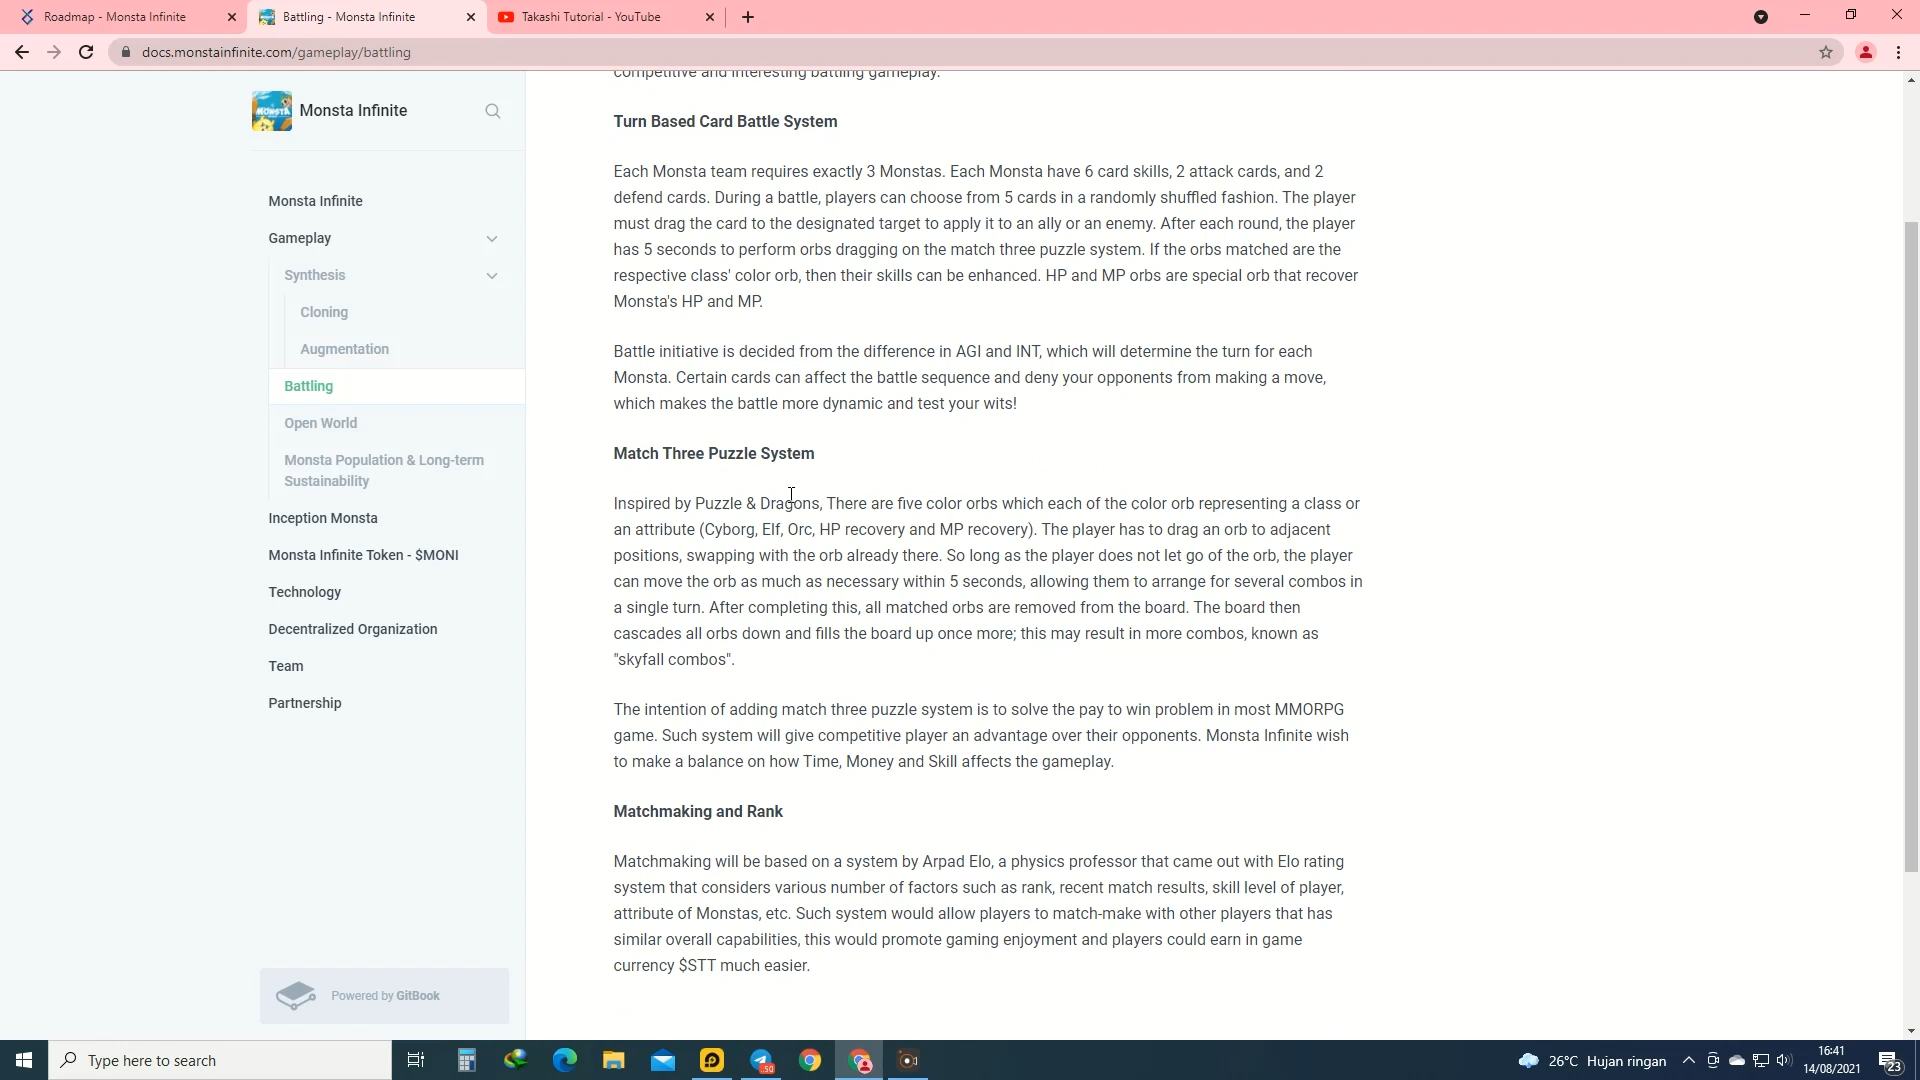 Roadmap - Monsta Infinite
Battling - Monsta Infinite
Takashi Tutorial - YouTube
docs.monstainfinite.com/gameplay/battling
MONSTA
Monsta Infinite
Monsta Infinite
Gameplay
Synthesis
Cloning
Augmentation
Battling
Open World
Monsta Population & Long-term
Sustainability
Inception Monsta
Monsta Infinite Token - $MONI
Technology
Decentralized Organization
Team
Partnership
Powered by GitBook
competitive and interesting battling gameplay.
Turn Based Card Battle System
Each Monsta team requires exactly 3 Monstas. Each Monsta have 6 card skills, 2 attack cards, and 2
defend cards. During a battle, players can choose from 5 cards in a randomly shuffled fashion. The player
must drag the card to the designated target to apply it to an ally or an enemy. After each round, the player
has 5 seconds to perform orbs dragging on the match three puzzle system. If the orbs matched are the
respective class' color orb, then their skills can be enhanced. HP and MP orbs are special orb that recover
Monsta's HP and MP.
Battle initiative is decided from the difference in AGI and INT, which will determine the turn for each
Monsta. Certain cards can affect the battle sequence and deny your opponents from making a move,
which makes the battle more dynamic and test your wits!
Match Three Puzzle System
Inspired by Puzzle & Dragons, There are five color orbs which each of the color orb representing a class or
an attribute (Cyborg, Elf, Orc, HP recovery and MP recovery). The player has to drag an orb to adjacent
positions, swapping with the orb already there. So long as the player does not let go of the orb, the player
can move the orb as much as necessary within 5 seconds, allowing them to arrange for several combos in
a single turn. After completing this, all matched orbs are removed from the board. The board then
cascades all orbs down and fills the board up once more; this may result in more combos, known as
"skyfall combos".
The intention of adding match three puzzle system is to solve the pay to win problem in most MMORPG
game. Such system will give competitive player an advantage over their opponents. Monsta Infinite wish
to make a balance on how Time, Money and Skill affects the gameplay.
Matchmaking and Rank
Matchmaking will be based on a system by Arpad Elo, a physics professor that came out with Elo rating
system that considers various number of factors such as rank, recent match results, skill level of player,
attribute of Monstas, etc. Such system would allow players to match-make with other players that has
similar overall capabilities, this would promote gaming enjoyment and players could earn in game
currency $STT much easier.
Type here to search
.50
26°C Hujan ringan
16:41
14/08/2021
23